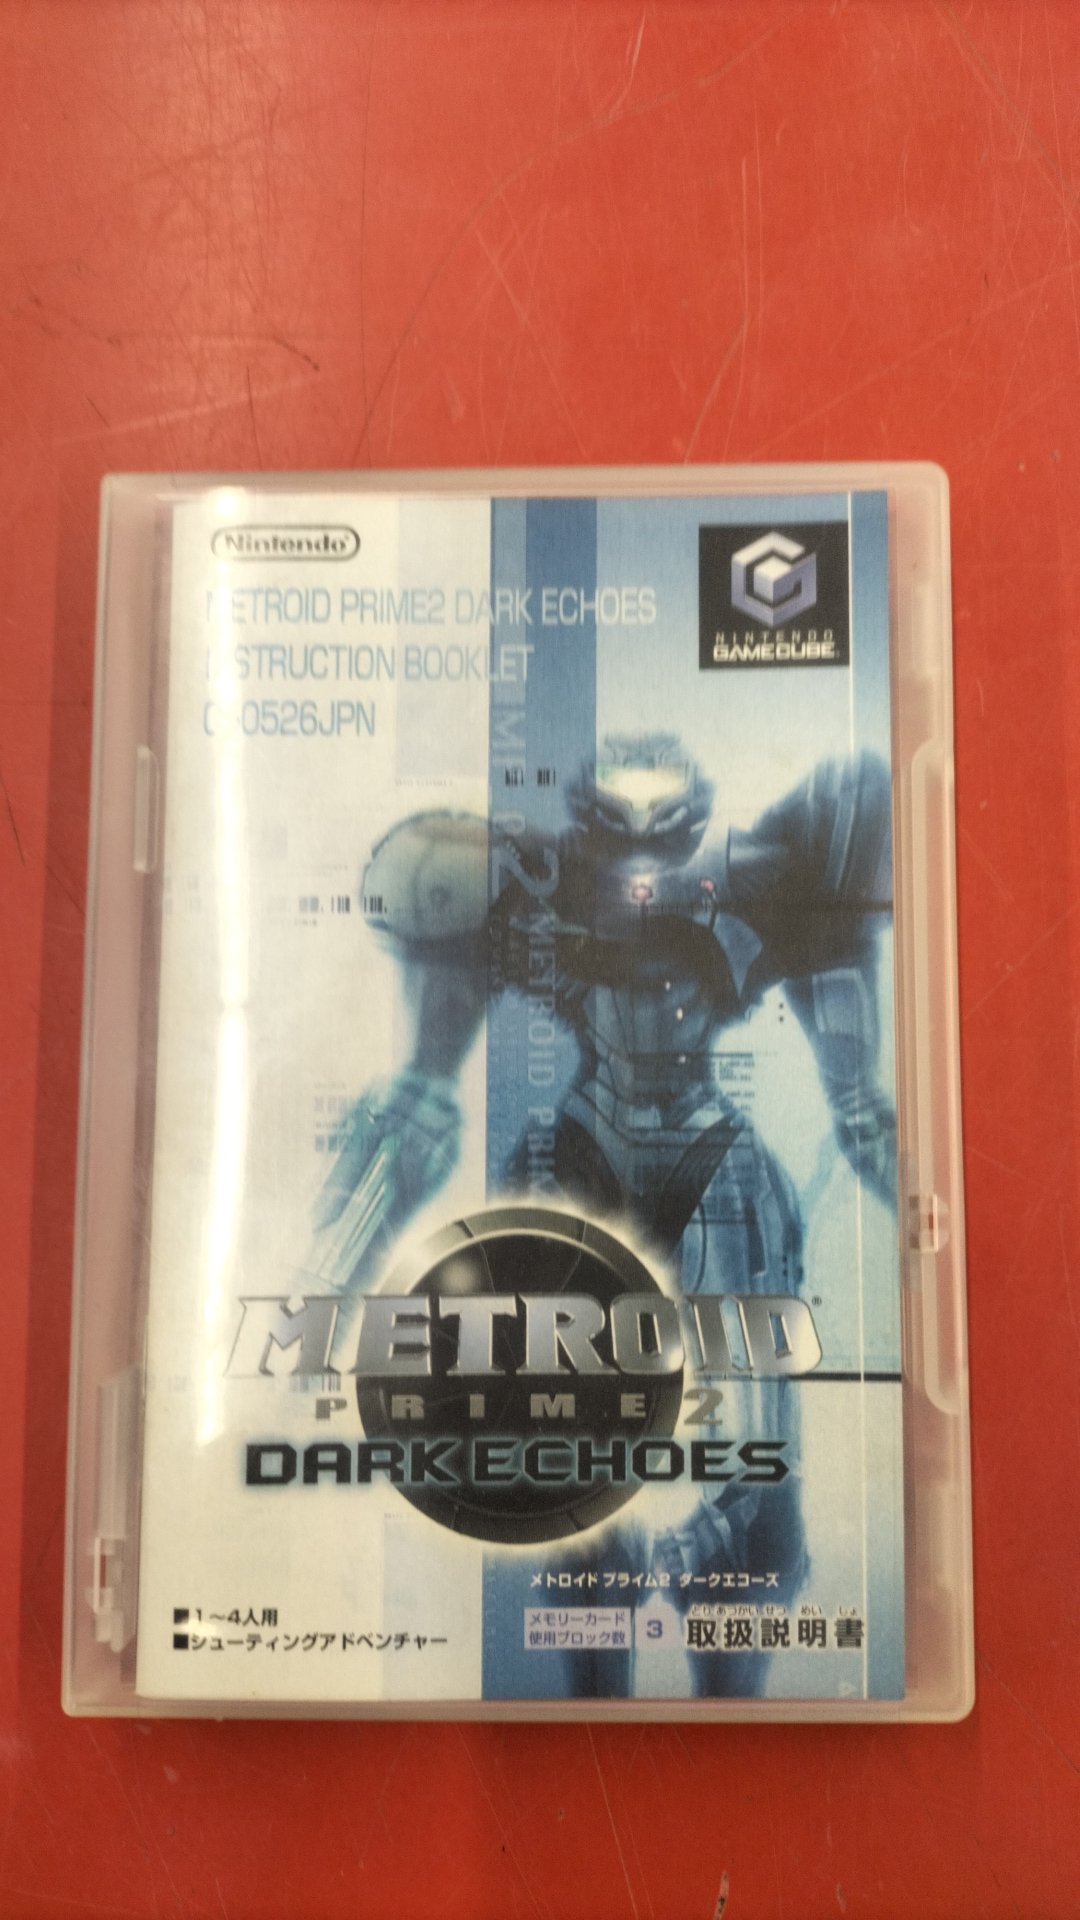 Nintendo
METROID PRIME2 DARK ECHOES
INSTRUCTION BOOKLET
0526JPN
NINTENDO
GAMECUBE
METROID
PRIME 2
DARK ECHOES
メトロイド プライム2 ダークエコーズ
■1～4人用
■シューティングアドベンチャー
メモリーカード
使用ブロック数
3
とり あつかい せつ めい しょ
取扱説明書